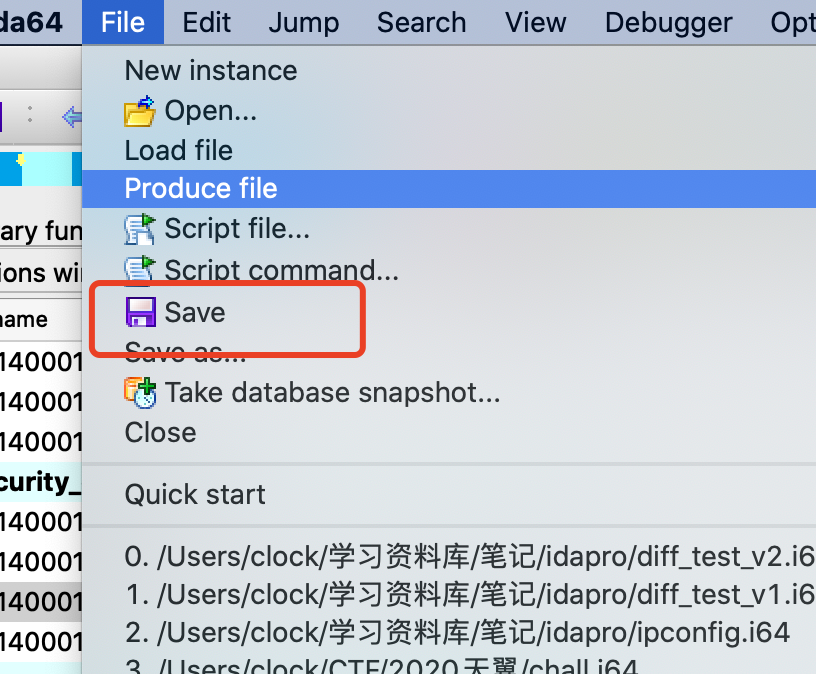 da64 File Edit Jump Search View Debugger Opt
New instance
Open...
Load file
Produce file
Script file...
ary fun
Script command...
ions wi
Save
name
Save as...
140001
Take database snapshot...
140001
Close
140001
curity_
Quick start
140001
0. /Users/clock/学习资料库/笔记/idapro/diff_test_v2.i6
140001
1. /Users/clock/学习资料库/笔记/idapro/diff_test_v1.i6
140001
2. /Users/clock/学习资料库/笔记/idapro/ipconfig.i64
140001
3. /Users/clock/CTF/2020天翼/chall.i64